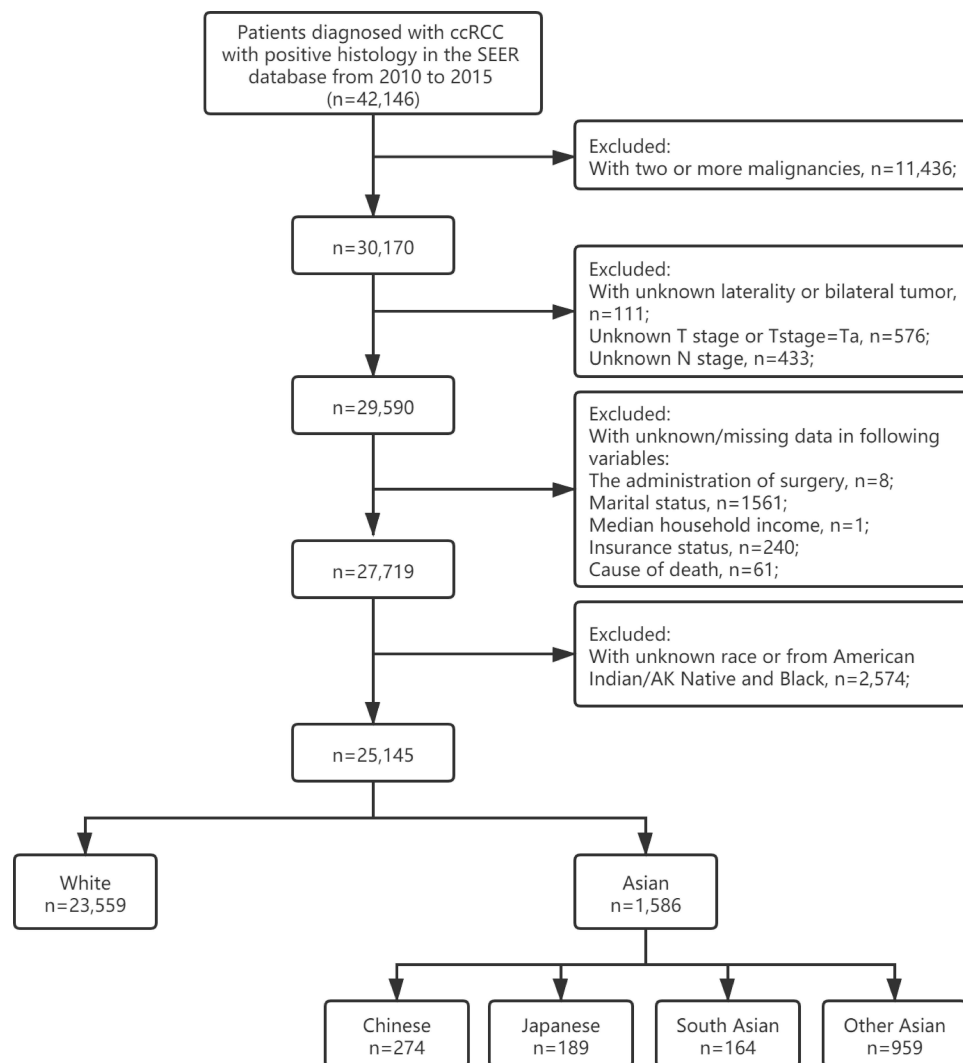 Patients diagnosed with ccRCC
with positive histology in the SEER
database from 2010 to 2015
(n=42,146)
Excluded:
With two or more malignancies, n=11,436;
n=30,170
Excluded:
With unknown laterality or bilateral tumor,
n=111;
Unknown T stage or Tstage=Ta, n=576;
Unknown N stage, n=433;
n=29,590
Excluded:
With unknown/missing data in following
variables:
The administration of surgery, n=8;
Marital status, n=1561;
Median household income, n=1;
Insurance status, n=240;
Cause of death, n=61;
n=27,719
Excluded:
With unknown race or from American
Indian/AK Native and Black, n=2,574;
n=25,145
White
n=23,559
Asian
n=1,586
Chinese
n=274
Japanese
n=189
South Asian
n=164
Other Asian
n=959